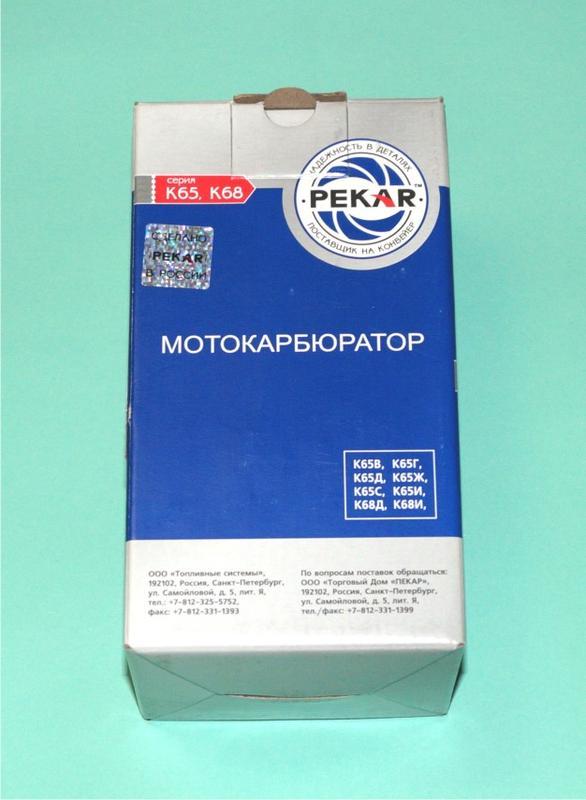 НАДЕЖНОСТЬ В ДЕТАЛЯХ
PEKAR™
ПОСТАВЩИК НА КОНВЕЙЕР
серия
К65, К68
СДЕЛАНО
PEKAR
В РОССИИ
МОТОКАРБЮРАТОР
К65В, К65Г,
К65Д, К65Ж,
К65С, К65И,
К68Д, К68И,
ООО «Топливные системы»,
192102, Россия, Санкт-Петербург,
ул. Самойловой, д. 5, лит. Я,
тел.: +7-812-325-5752,
факс: +7-812-331-1393
По вопросам поставок обращаться:
ООО «Торговый Дом «ПЕКАР»,
192102, Россия, Санкт-Петербург,
ул. Самойловой, д. 5, лит. Я,
тел./факс: +7-812-331-1399